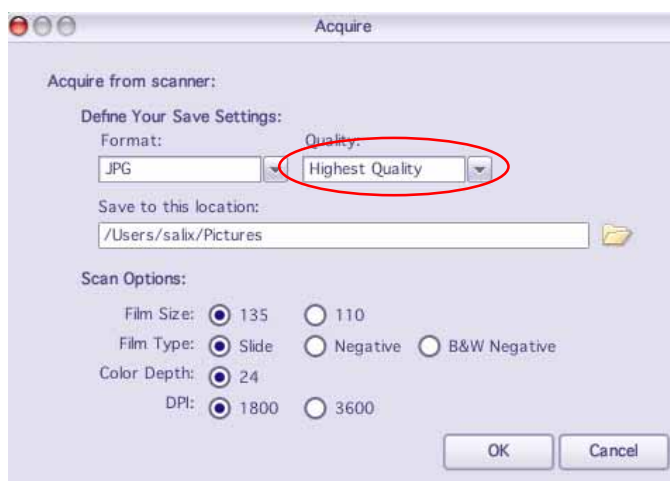 Acquire
Acquire from scanner:
Define Your Save Settings:
Format: Quality:
JPG Highest Quality
Save to this location:
/Users/salix/Pictures
Scan Options:
Film Size: 135 110
Film Type: Slide Negative B&W Negative
Color Depth: 24
DPI: 1800 3600
OK Cancel